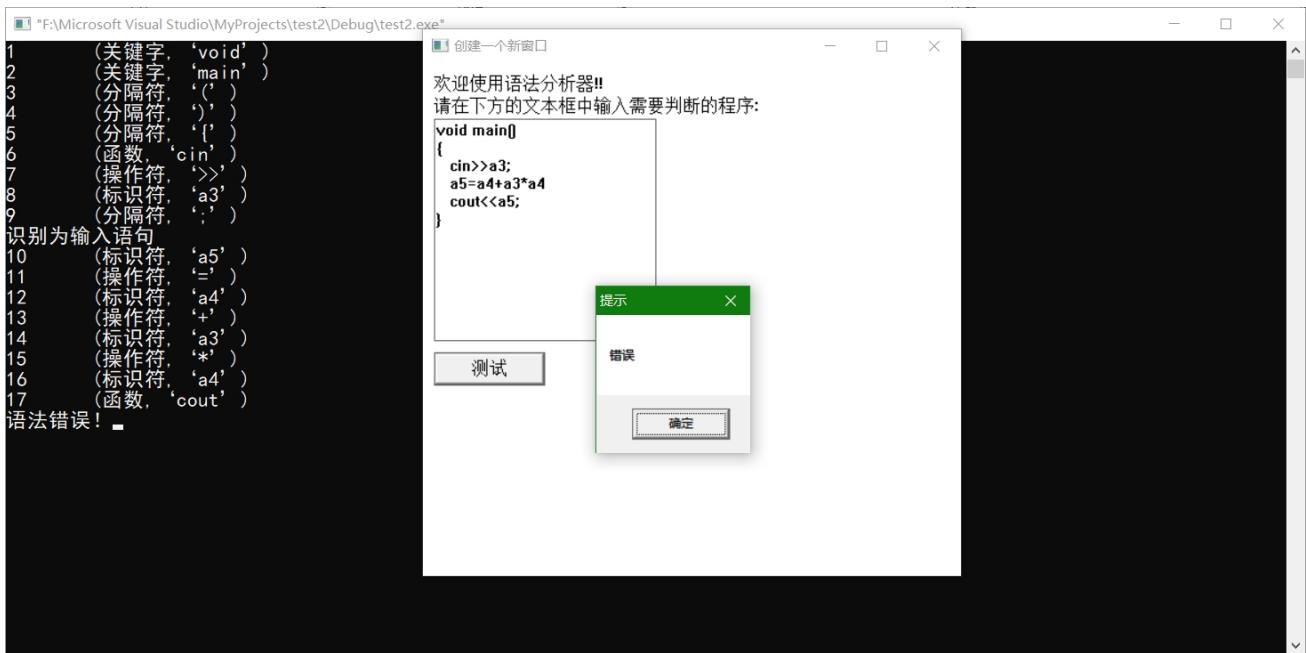 "F:\Microsoft Visual Studio\MyProjects\test2\Debug\test2.exe"
1 (关键字, ‘void’ )
2 (关键字, ‘main’ )
3 (分隔符, ‘(’ )
4 (分隔符, ‘)’ )
5 (分隔符, ‘{’ )
6 (函数, ‘cin’ )
7 (操作符, ‘>>’ )
8 (标识符, ‘a3’ )
9 (分隔符, ‘;’ )
识别为输入语句
10 (标识符, ‘a5’ )
11 (操作符, ‘=’ )
12 (标识符, ‘a4’ )
13 (操作符, ‘+’ )
14 (标识符, ‘a3’ )
15 (操作符, ‘*’ )
16 (标识符, ‘a4’ )
17 (函数, ‘cout’ )
语法错误!
创建一个新窗口
欢迎使用语法分析器!!
请在下方的文本框中输入需要判断的程序:
void main()
{
cin>>a3;
a5=a4+a3*a4
cout<<a5;
}
测试
提示
错误
确定